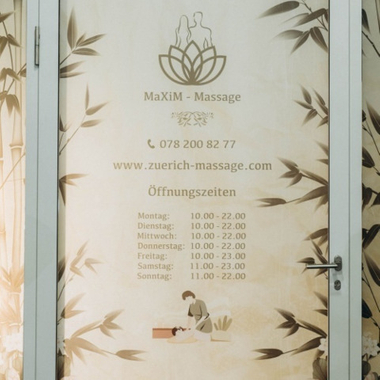 MaXiM - Massage
078 200 82 77
www.zuerich-massage.com
Öffnungszeiten
Montag: 10.00 - 22.00
Dienstag: 10.00 - 22.00
Mittwoch: 10.00 - 22.00
Donnerstag: 10.00 - 22.00
Freitag: 10.00 - 23.00
Samstag: 11.00 - 23.00
Sonntag: 11.00 - 22.00